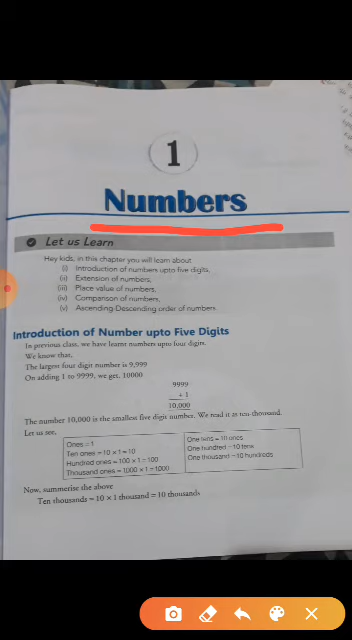 1
Numbers
Let us Learn
Hey kids, in this chapter you will learn about
(i) Introduction of numbers upto five digits,
(ii) Extension of numbers,
(iii) Place value of numbers,
(iv) Comparison of numbers,
(v) Ascending-Descending order of numbers.
Introduction of Number upto Five Digits
In previous class, we have learnt numbers upto four digits.
We know that,
The largest four digit number is 9,999
On adding 1 to 9999, we get, 10000
9999
+ 1
10,000
The number 10,000 is the smallest five digit number. We read it as ten-thousand.
Let us see,
Ones = 1
Ten ones = 10 × 1 = 10
Hundred ones = 100 × 1 = 100
Thousand ones = 1000 × 1 = 1000
One tens = 10 ones
One hundred = 10 tens
One thousand = 10 hundreds
Now, summerise the above
Ten thousands = 10 × 1 thousand = 10 thousands